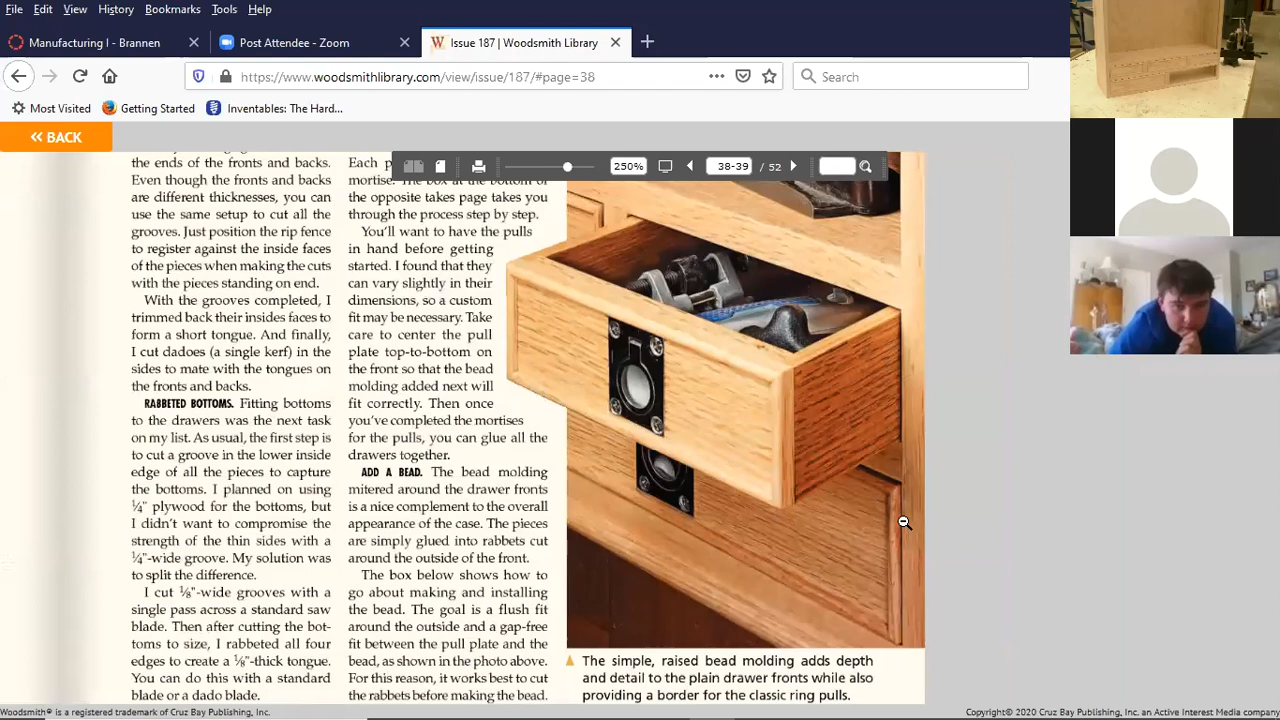 File Edit View History Bookmarks Tools Help
Manufacturing I - Brannen
Post Attendee - Zoom
Issue 187 | Woodsmith Library
https://www.woodsmithlibrary.com/view/issue/187/#page=38
Search
Most Visited Getting Started Inventables: The Hard...
<< BACK
250% 38-39 / 52
the ends of the fronts and backs.
Even though the fronts and backs
are different thicknesses, you can
use the same setup to cut all the
grooves. Just position the rip fence
to register against the inside faces
of the pieces when making the cuts
with the pieces standing on end.
With the grooves completed, I
trimmed back their insides faces to
form a short tongue. And finally,
I cut dadoes (a single kerf) in the
sides to mate with the tongues on
the fronts and backs.
RABBETED BOTTOMS. Fitting bottoms
to the drawers was the next task
on my list. As usual, the first step is
to cut a groove in the lower inside
edge of all the pieces to capture
the bottoms. I planned on using
¼" plywood for the bottoms, but
I didn't want to compromise the
strength of the thin sides with a
¼"-wide groove. My solution was
to split the difference.
I cut ⅛"-wide grooves with a
single pass across a standard saw
blade. Then after cutting the bot-
toms to size, I rabbeted all four
edges to create a ⅛"-thick tongue.
You can do this with a standard
blade or a dado blade.
Each
mortise. The box at the bottom of
the opposite takes page takes you
through the process step by step.
You'll want to have the pulls
in hand before getting
started. I found that they
can vary slightly in their
dimensions, so a custom
fit may be necessary. Take
care to center the pull
plate top-to-bottom on
the front so that the bead
molding added next will
fit correctly. Then once
you've completed the mortises
for the pulls, you can glue all the
drawers together.
ADD A BEAD. The bead molding
mitered around the drawer fronts
is a nice complement to the overall
appearance of the case. The pieces
are simply glued into rabbets cut
around the outside of the front.
The box below shows how to
go about making and installing
the bead. The goal is a flush fit
around the outside and a gap-free
fit between the pull plate and the
bead, as shown in the photo above.
For this reason, it works best to cut
the rabbets before making the bead.
The simple, raised bead molding adds depth
and detail to the plain drawer fronts while also
providing a border for the classic ring pulls.
Woodsmith® is a registered trademark of Cruz Bay Publishing, Inc.
Copyright© 2020 Cruz Bay Publishing, Inc. an Active Interest Media company